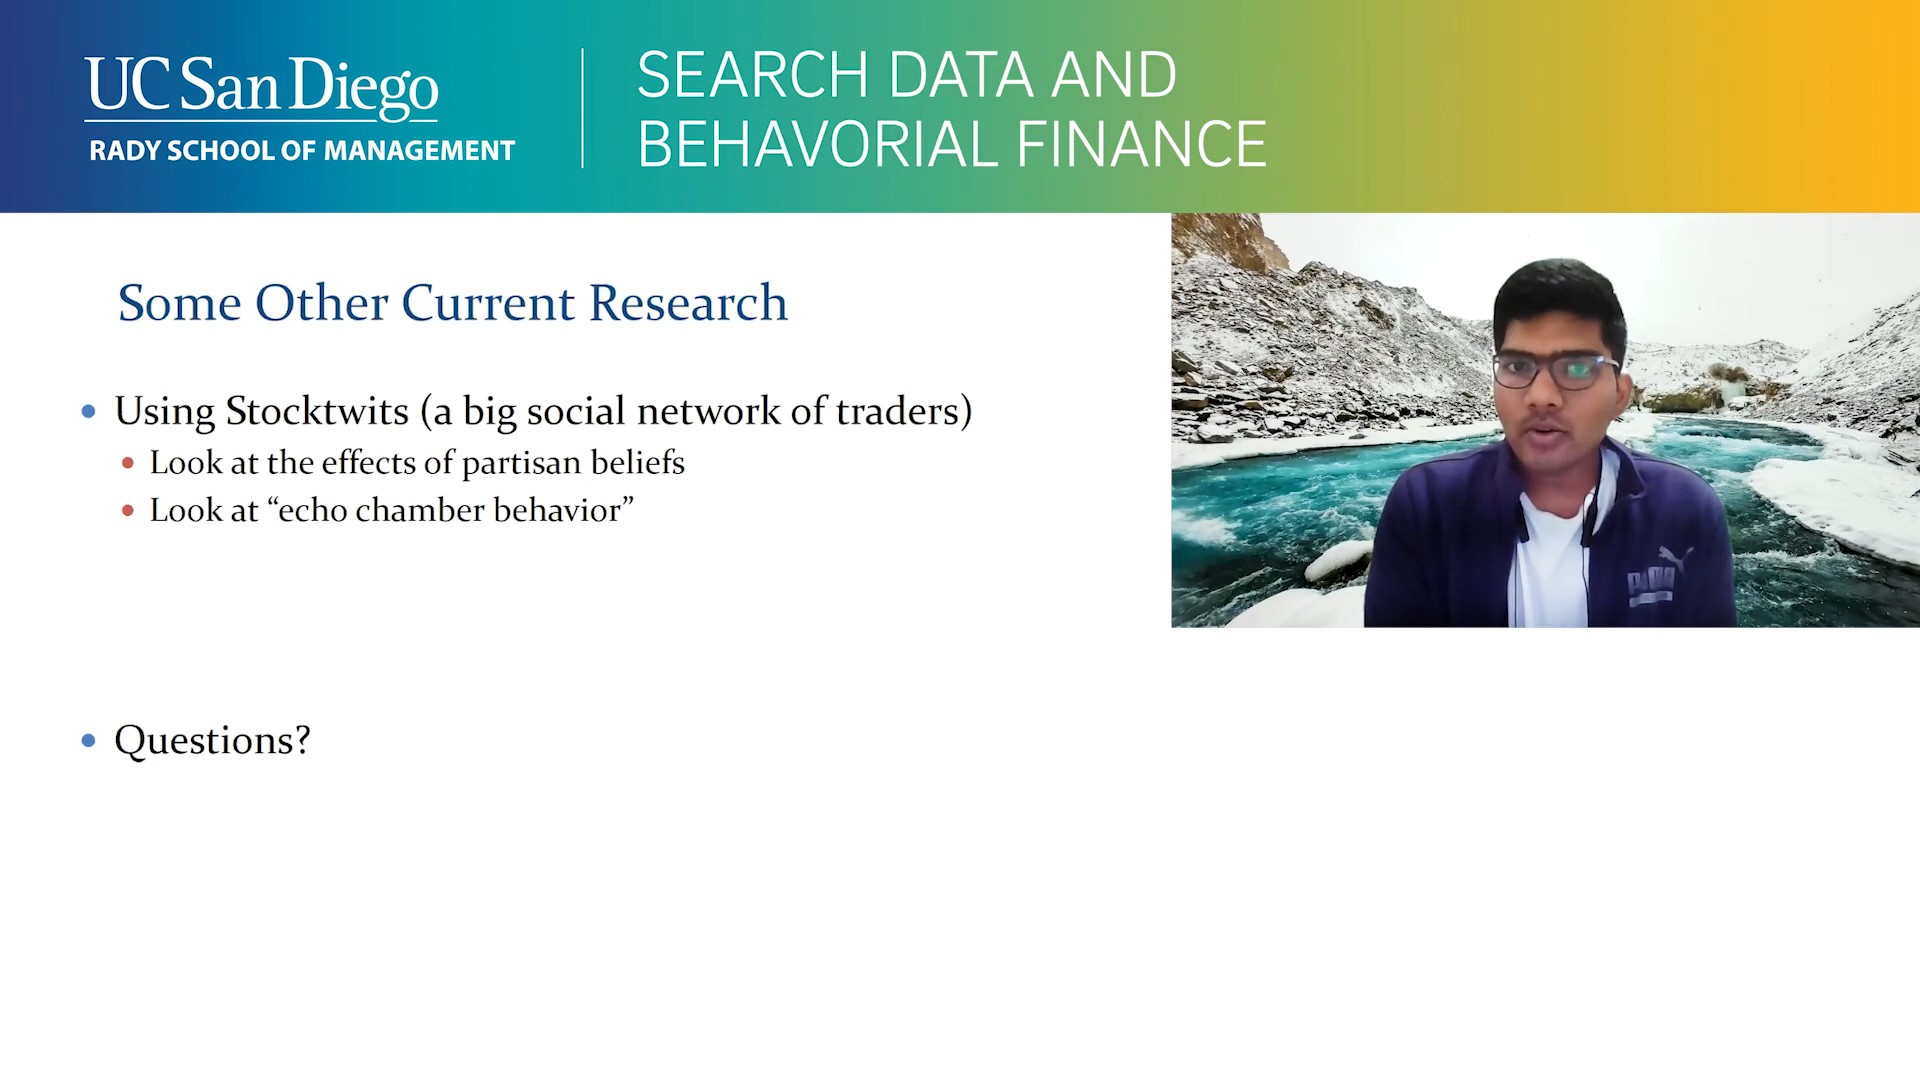 UC San Diego
RADY SCHOOL OF MANAGEMENT
SEARCH DATA AND
BEHAVORIAL FINANCE
Some Other Current Research
• Using Stocktwits (a big social network of traders)
• Look at the effects of partisan beliefs
• Look at “echo chamber behavior”
PUMA
• Questions?